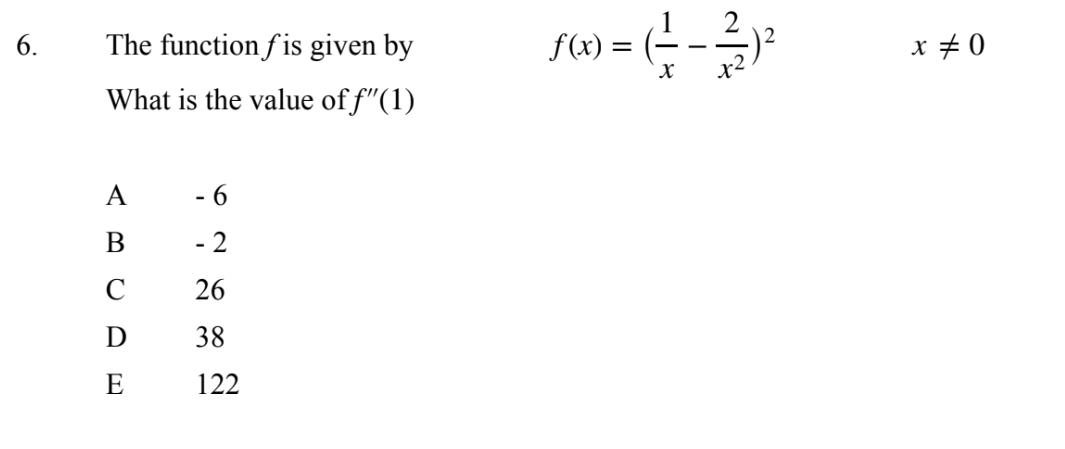 6. The function f is given by f(x) = (1/x − 2/x²)² x ≠ 0
What is the value of f″(1)
A - 6
B - 2
C 26
D 38
E 122